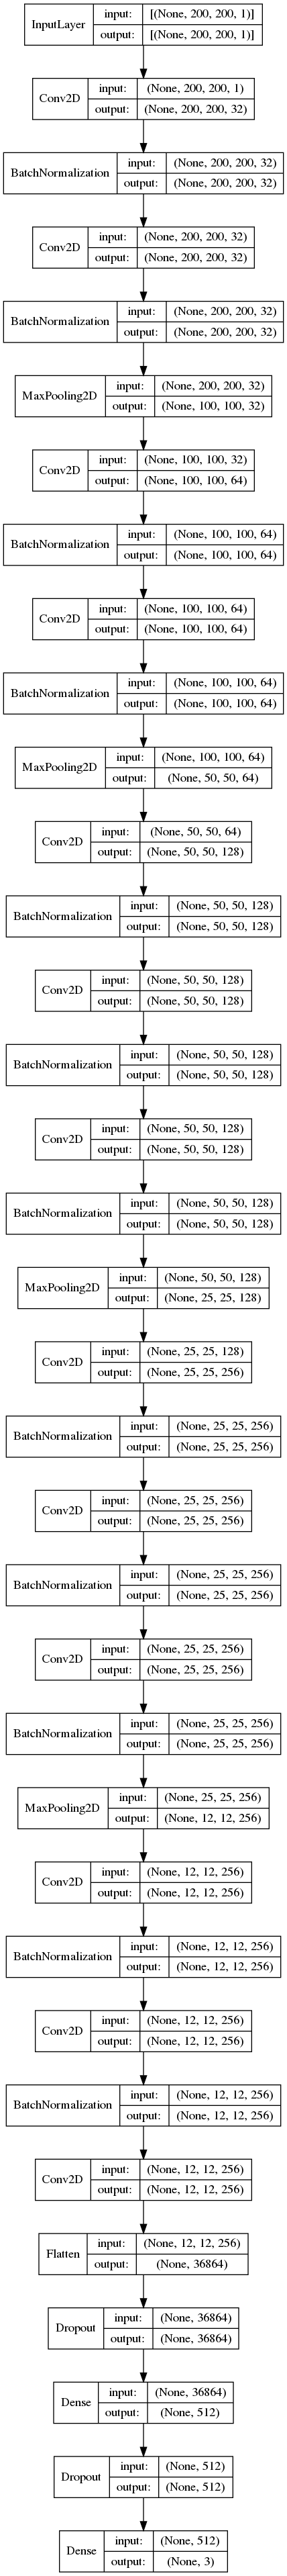 InputLayer input: [(None, 200, 200, 1)]
output: [(None, 200, 200, 1)]
Conv2D input: (None, 200, 200, 1)
output: (None, 200, 200, 32)
BatchNormalization input: (None, 200, 200, 32)
output: (None, 200, 200, 32)
Conv2D input: (None, 200, 200, 32)
output: (None, 200, 200, 32)
BatchNormalization input: (None, 200, 200, 32)
output: (None, 200, 200, 32)
MaxPooling2D input: (None, 200, 200, 32)
output: (None, 100, 100, 32)
Conv2D input: (None, 100, 100, 32)
output: (None, 100, 100, 64)
BatchNormalization input: (None, 100, 100, 64)
output: (None, 100, 100, 64)
Conv2D input: (None, 100, 100, 64)
output: (None, 100, 100, 64)
BatchNormalization input: (None, 100, 100, 64)
output: (None, 100, 100, 64)
MaxPooling2D input: (None, 100, 100, 64)
output: (None, 50, 50, 64)
Conv2D input: (None, 50, 50, 64)
output: (None, 50, 50, 128)
BatchNormalization input: (None, 50, 50, 128)
output: (None, 50, 50, 128)
Conv2D input: (None, 50, 50, 128)
output: (None, 50, 50, 128)
BatchNormalization input: (None, 50, 50, 128)
output: (None, 50, 50, 128)
Conv2D input: (None, 50, 50, 128)
output: (None, 50, 50, 128)
BatchNormalization input: (None, 50, 50, 128)
output: (None, 50, 50, 128)
MaxPooling2D input: (None, 50, 50, 128)
output: (None, 25, 25, 128)
Conv2D input: (None, 25, 25, 128)
output: (None, 25, 25, 256)
BatchNormalization input: (None, 25, 25, 256)
output: (None, 25, 25, 256)
Conv2D input: (None, 25, 25, 256)
output: (None, 25, 25, 256)
BatchNormalization input: (None, 25, 25, 256)
output: (None, 25, 25, 256)
Conv2D input: (None, 25, 25, 256)
output: (None, 25, 25, 256)
BatchNormalization input: (None, 25, 25, 256)
output: (None, 25, 25, 256)
MaxPooling2D input: (None, 25, 25, 256)
output: (None, 12, 12, 256)
Conv2D input: (None, 12, 12, 256)
output: (None, 12, 12, 256)
BatchNormalization input: (None, 12, 12, 256)
output: (None, 12, 12, 256)
Conv2D input: (None, 12, 12, 256)
output: (None, 12, 12, 256)
BatchNormalization input: (None, 12, 12, 256)
output: (None, 12, 12, 256)
Conv2D input: (None, 12, 12, 256)
output: (None, 12, 12, 256)
Flatten input: (None, 12, 12, 256)
output: (None, 36864)
Dropout input: (None, 36864)
output: (None, 36864)
Dense input: (None, 36864)
output: (None, 512)
Dropout input: (None, 512)
output: (None, 512)
Dense input: (None, 512)
output: (None, 3)